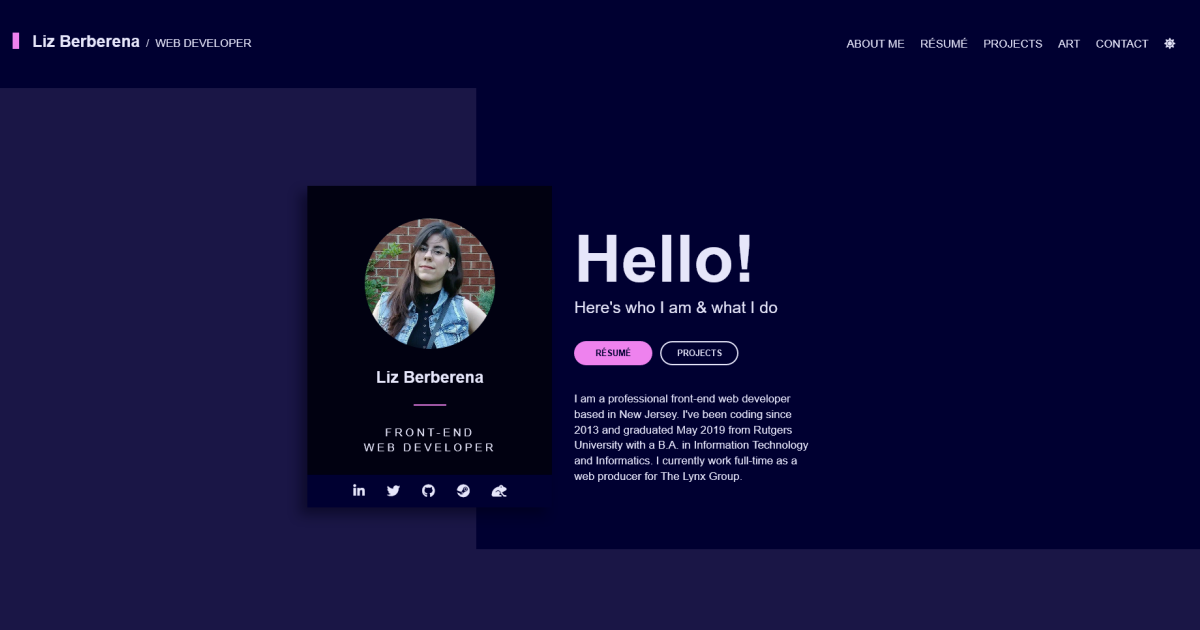 Liz Berberena / WEB DEVELOPER
ABOUT ME RÉSUMÉ PROJECTS ART CONTACT
Liz Berberena
FRONT-END
WEB DEVELOPER
Hello!
Here's who I am & what I do
RÉSUMÉ PROJECTS
I am a professional front-end web developer
based in New Jersey. I've been coding since
2013 and graduated May 2019 from Rutgers
University with a B.A. in Information Technology
and Informatics. I currently work full-time as a
web producer for The Lynx Group.